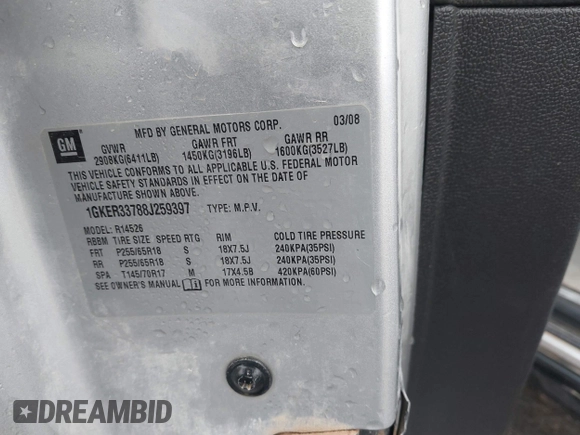 MFD BY GENERAL MOTORS CORP. 03/08
GM
GVWR GAWR FRT GAWR RR
2908KG(6411LB) 1450KG(3196LB) 1600KG(3527LB)
THIS VEHICLE CONFORMS TO ALL APPLICABLE U.S. FEDERAL MOTOR
VEHICLE SAFETY STANDARDS IN EFFECT ON THE DATE OF
MANUFACTURE SHOWN ABOVE.
1GKER33788J259397 TYPE: M.P.V.
MODEL: R14526
RBBM TIRE SIZE SPEED RTG RIM COLD TIRE PRESSURE
FRT P255/65R18 S 18X7.5J 240KPA(35PSI)
RR P255/65R18 S 18X7.5J 240KPA(35PSI)
SPA T145/70R17 M 17X4.5B 420KPA(60PSI)
SEE OWNER'S MANUAL FOR MORE INFORMATION.
DREAMBID